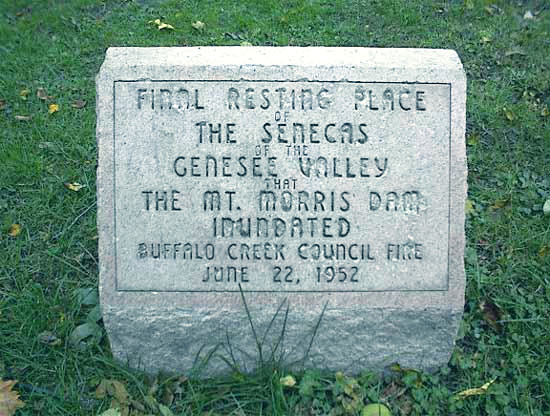 FINAL RESTING PLACE
OF
THE SENECAS
OF THE
GENESEE VALLEY
THAT
THE MT. MORRIS DAM
INUNDATED
BUFFALO CREEK COUNCIL FIRE
JUNE 22, 1952